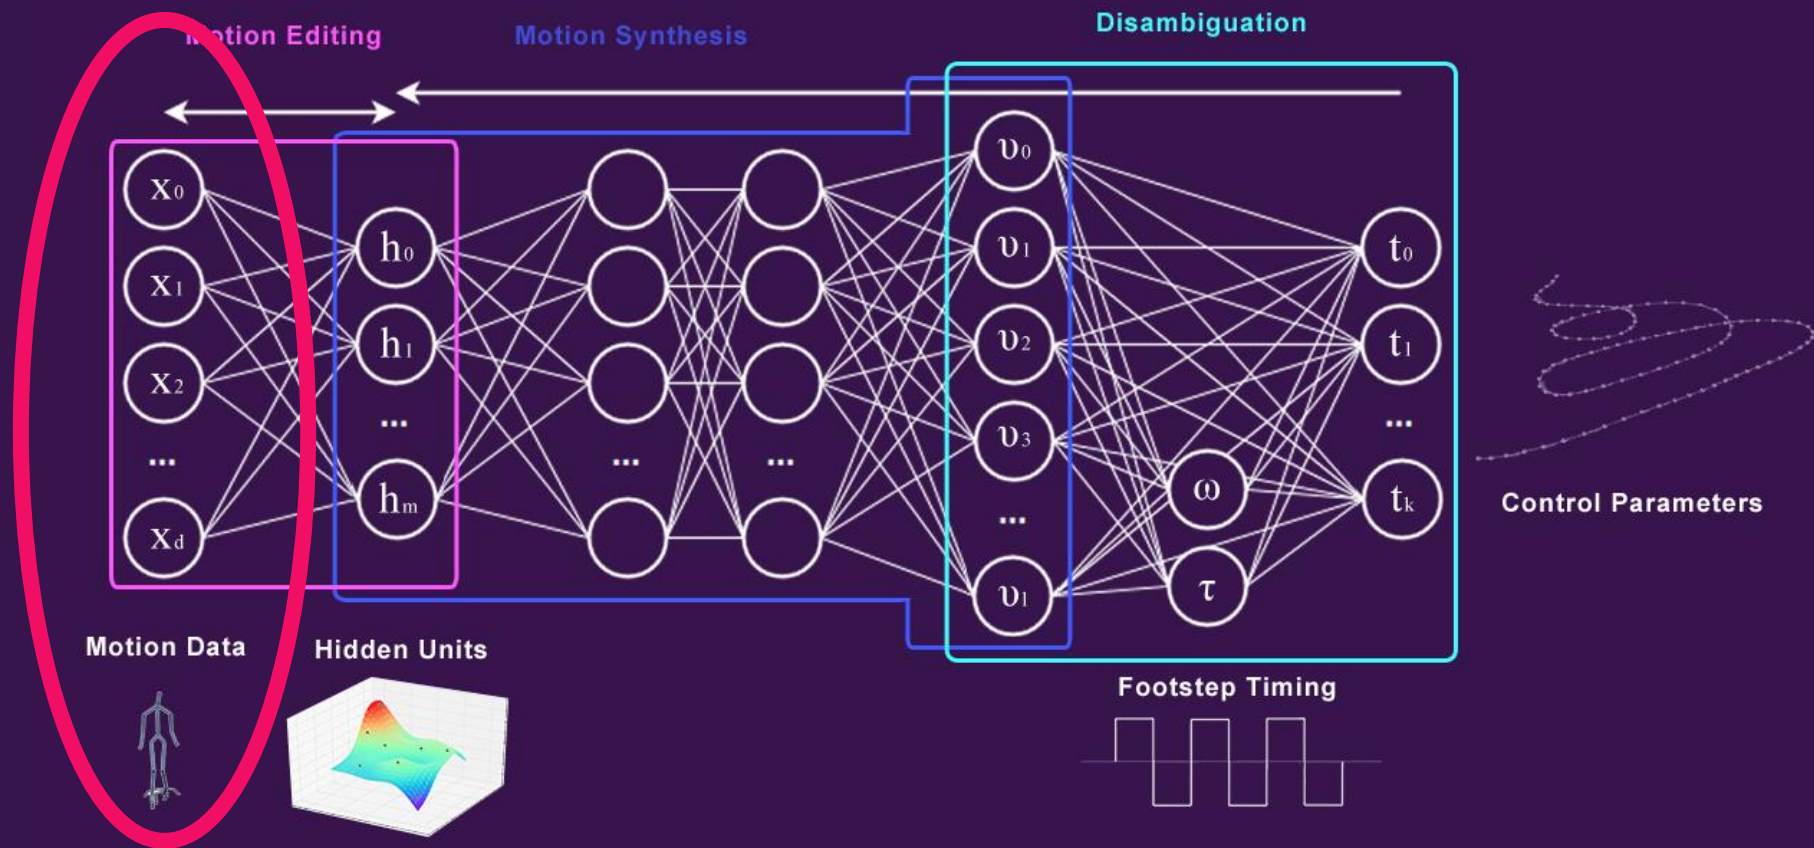 Motion Editing
Motion Synthesis
Disambiguation
x0
x1
x2
...
xd
h0
h1
...
hm
...
...
υ0
υ1
υ2
υ3
...
υl
ω
τ
t0
t1
...
tk
Control Parameters
Motion Data
Hidden Units
Footstep Timing